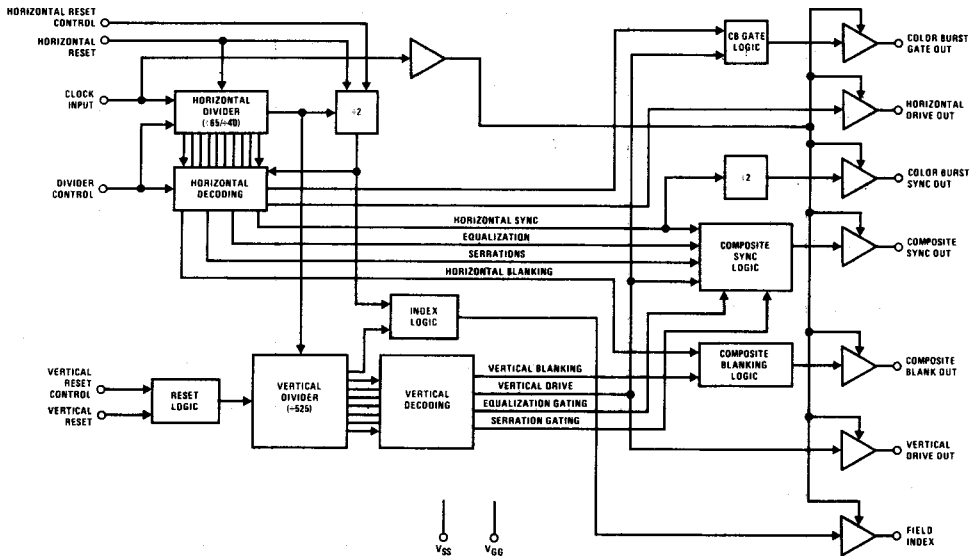 HORIZONTAL RESET
CONTROL
HORIZONTAL
RESET
CLOCK
INPUT
DIVIDER
CONTROL
HORIZONTAL
DIVIDER
(÷65/÷40)
÷2
HORIZONTAL
DECODING
HORIZONTAL SYNC
EQUALIZATION
SERRATIONS
HORIZONTAL BLANKING
CB GATE
LOGIC
÷2
COMPOSITE
SYNC
LOGIC
INDEX
LOGIC
COMPOSITE
BLANKING
LOGIC
VERTICAL
RESET
CONTROL
VERTICAL
RESET
RESET
LOGIC
VERTICAL
DIVIDER
(÷525)
VERTICAL
DECODING
VERTICAL BLANKING
VERTICAL DRIVE
EQUALIZATION GATING
SERRATION GATING
COLOR BURST
GATE OUT
HORIZONTAL
DRIVE OUT
COLOR BURST
SYNC OUT
COMPOSITE
SYNC OUT
COMPOSITE
BLANK OUT
VERTICAL
DRIVE OUT
FIELD
INDEX
VSS
VGG